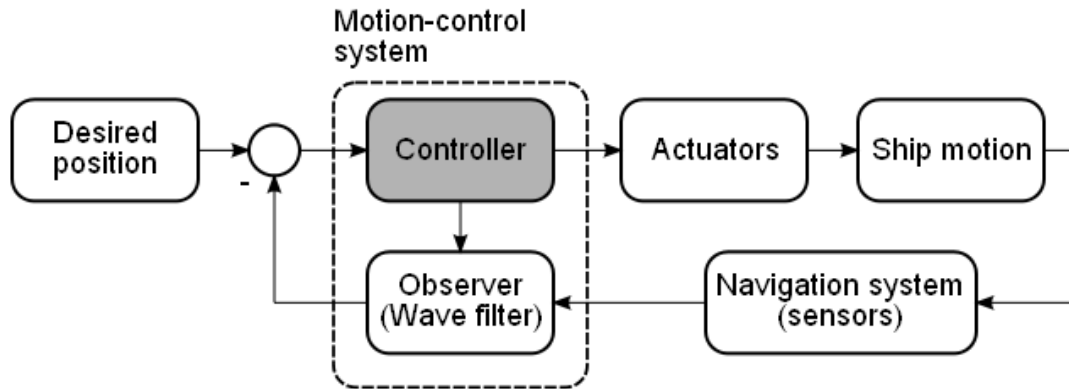 Motion-control
system
Desired
position
-
Controller
Actuators
Ship motion
Observer
(Wave filter)
Navigation system
(sensors)